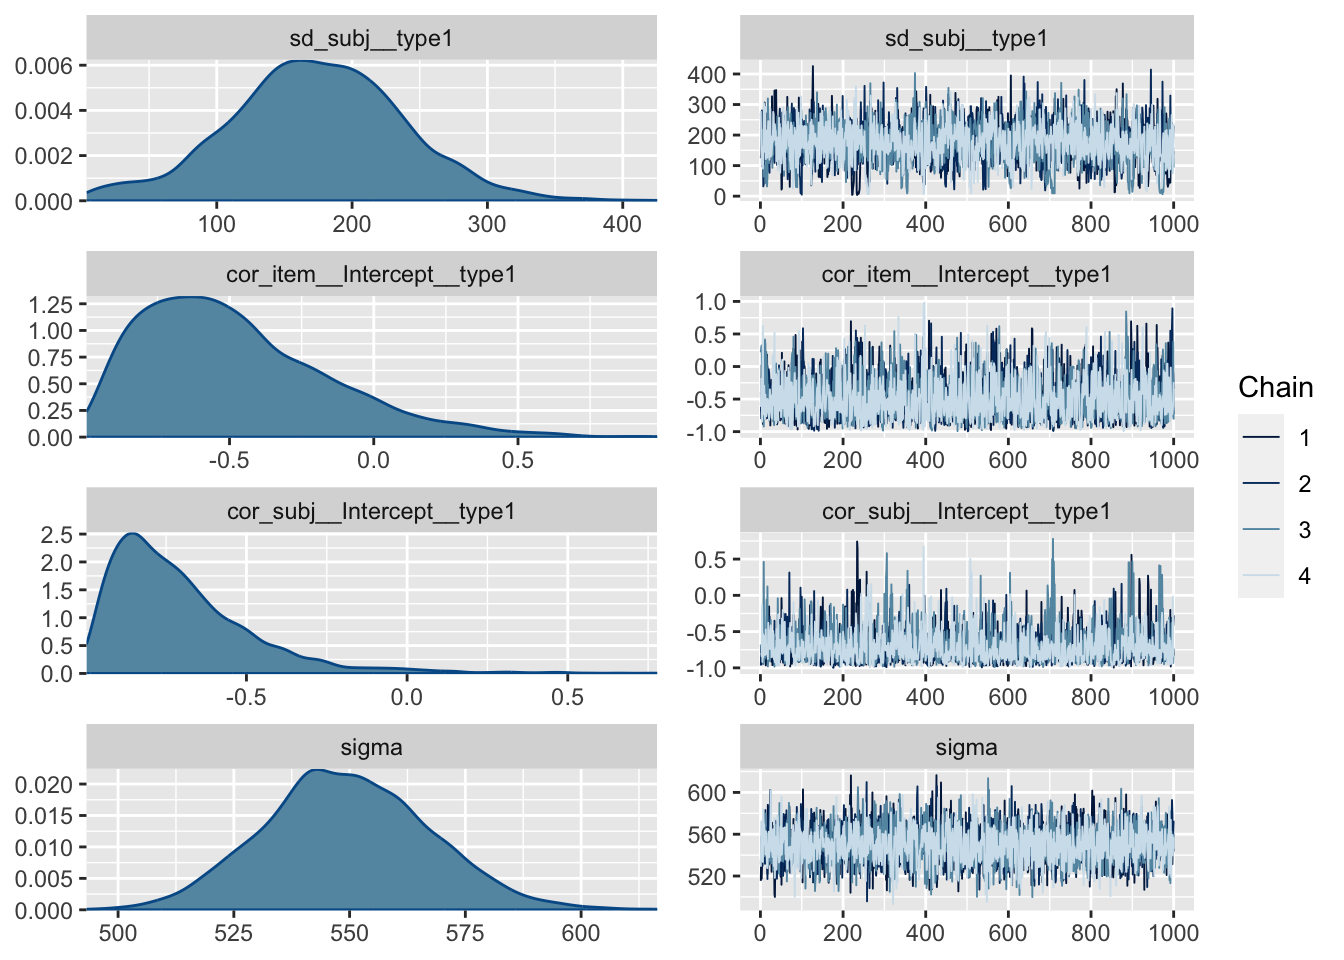 sd_subj__type1
sd_subj__type1
0.006
0.004
0.002
0.000
100 200 300 400
400
300
200
100
0
0 200 400 600 800 1000
cor_item__Intercept__type1
cor_item__Intercept__type1
1.25
1.00
0.75
0.50
0.25
0.00
-0.5 0.0 0.5
1.0
0.5
0.0
-0.5
-1.0
0 200 400 600 800 1000
cor_subj__Intercept__type1
cor_subj__Intercept__type1
2.5
2.0
1.5
1.0
0.5
0.0
-0.5 0.0 0.5
0.5
0.0
-0.5
-1.0
0 200 400 600 800 1000
sigma
sigma
0.020
0.015
0.010
0.005
0.000
500 525 550 575 600
600
560
520
0 200 400 600 800 1000
Chain
1
2
3
4